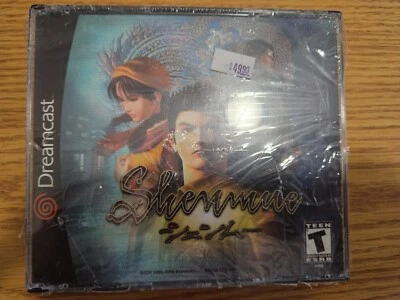 Dreamcast
$49.99
Shenmue
シェンムー
TEEN
T
ESRB